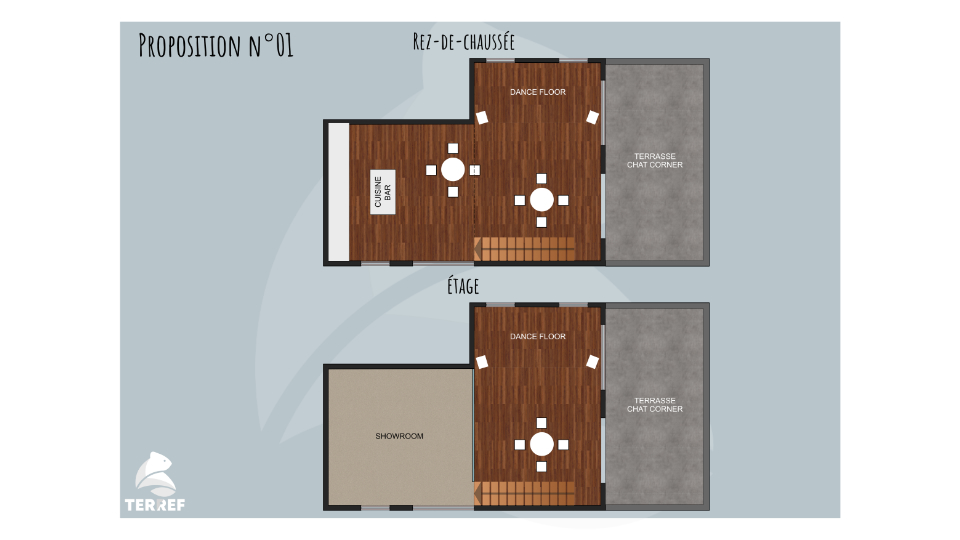 Proposition n°01
Rez-de-chaussée
DANCE FLOOR
TERRASSE
CHAT CORNER
CUISINE
BAR
étage
DANCE FLOOR
TERRASSE
CHAT CORNER
SHOWROOM
TERREF